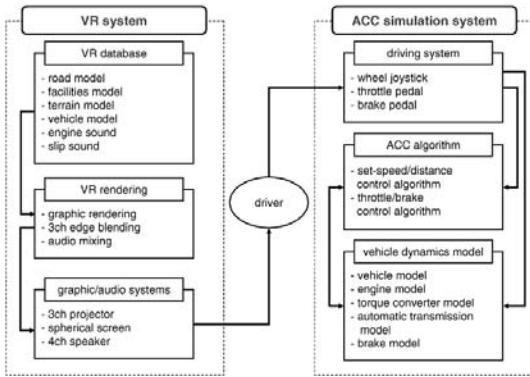 VR system
VR database
- road model
- facilities model
- terrain model
- vehicle model
- engine sound
- slip sound
VR rendering
- graphic rendering
- 3ch edge blending
- audio mixing
graphic/audio systems
- 3ch projector
- spherical screen
- 4ch speaker
driver
ACC simulation system
driving system
- wheel joystick
- throttle pedal
- brake pedal
ACC algorithm
- set-speed/distance
control algorithm
- throttle/brake
control algorithm
vehicle dynamics model
- vehicle model
- engine model
- torque converter model
- automatic transmission
model
- brake model